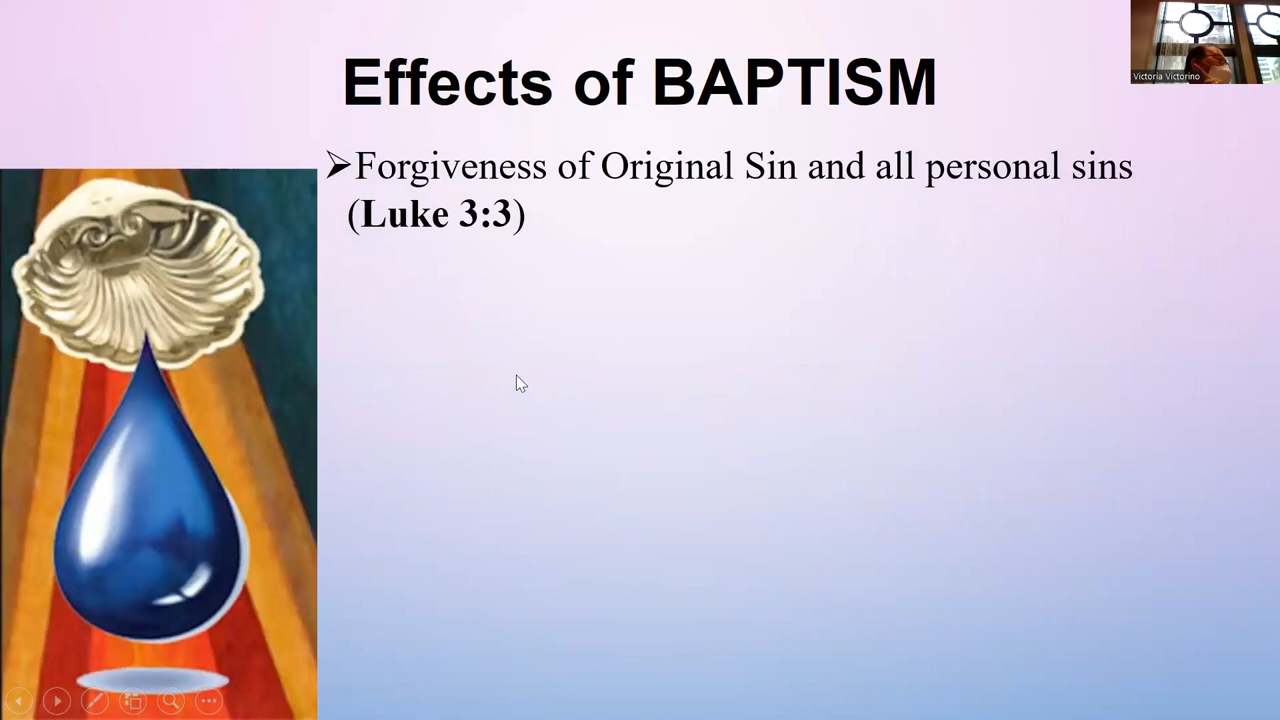 Effects of BAPTISM
Victoria Victorino
➢Forgiveness of Original Sin and all personal sins
(Luke 3:3)